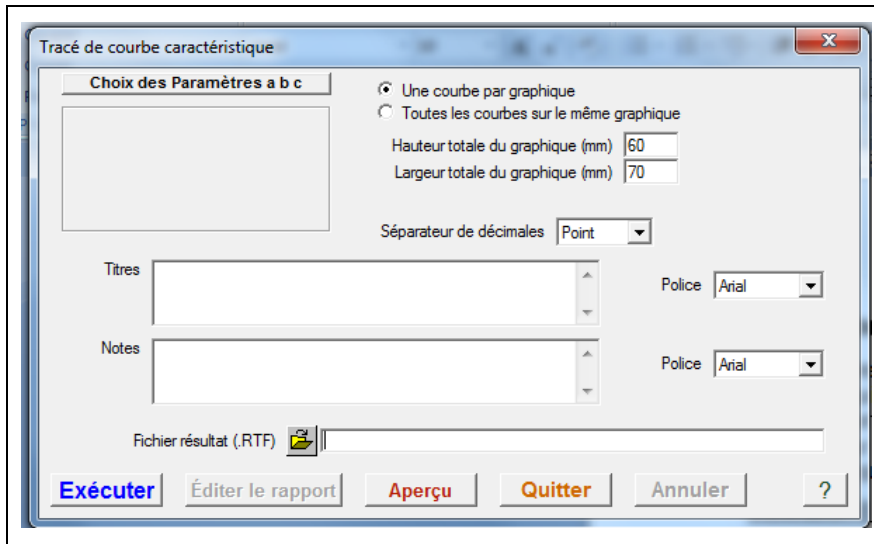 Tracé de courbe caractéristique
Choix des Paramètres a b c
Une courbe par graphique
Toutes les courbes sur le même graphique
Hauteur totale du graphique (mm) 60
Largeur totale du graphique (mm) 70
Séparateur de décimales Point
Titres
Police Arial
Notes
Police Arial
Fichier résultat (.RTF)
Exécuter Éditer le rapport Aperçu Quitter Annuler ?